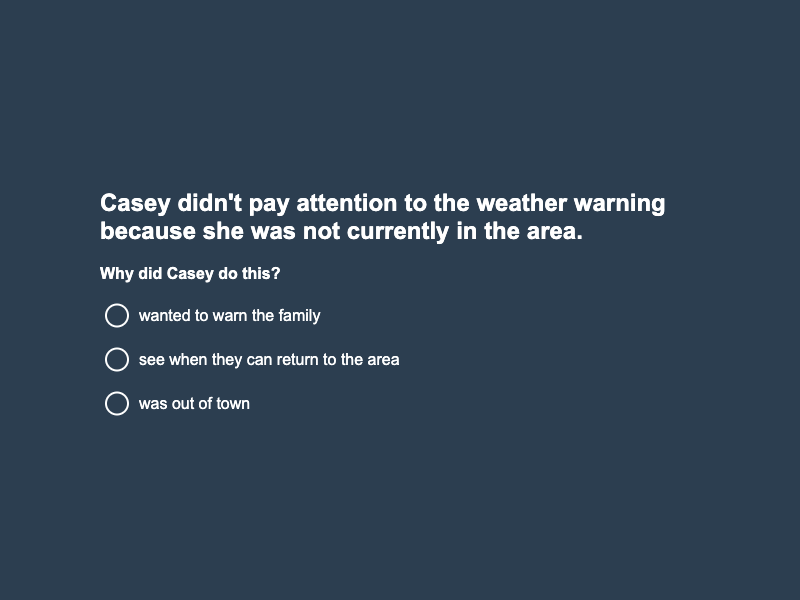 Casey didn't pay attention to the weather warning
because she was not currently in the area.
Why did Casey do this?
wanted to warn the family
see when they can return to the area
was out of town